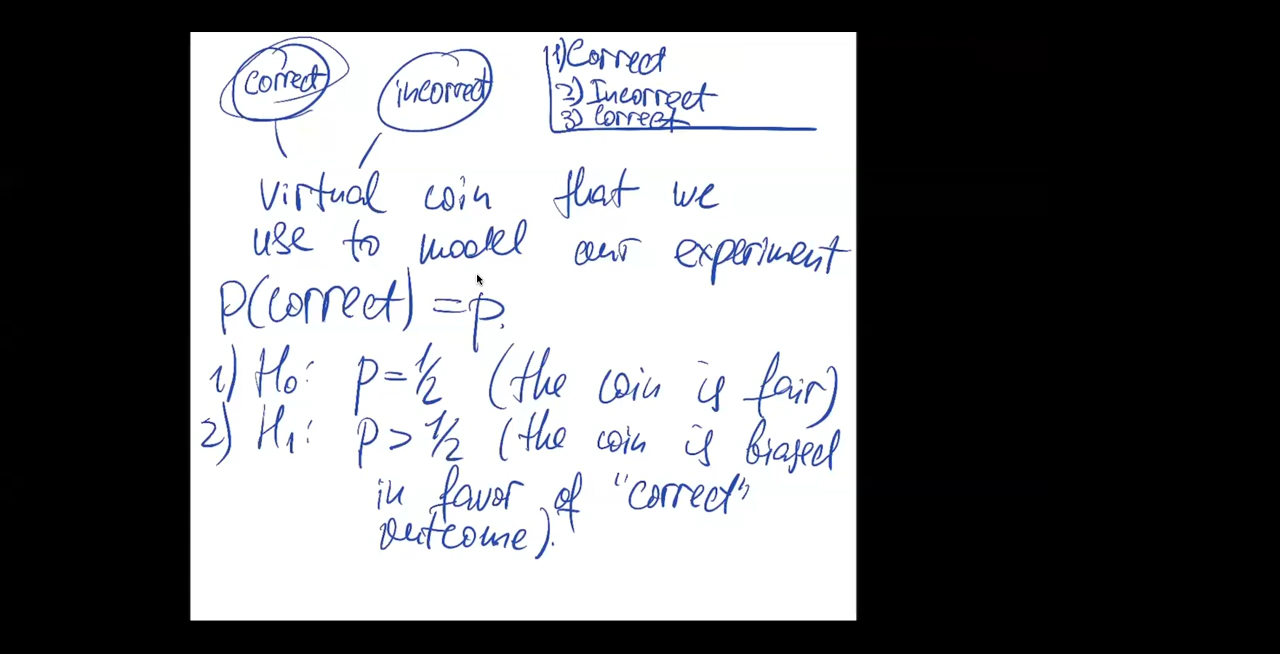 correct
incorrect
1) Correct
2) Incorrect
3) Correct
virtual coin that we
use to model our experiment
P(correct) = p.
1) H₀: p = 1/2 (the coin is fair)
2) H₁: p > 1/2 (the coin is biased
in favor of "correct"
outcome).